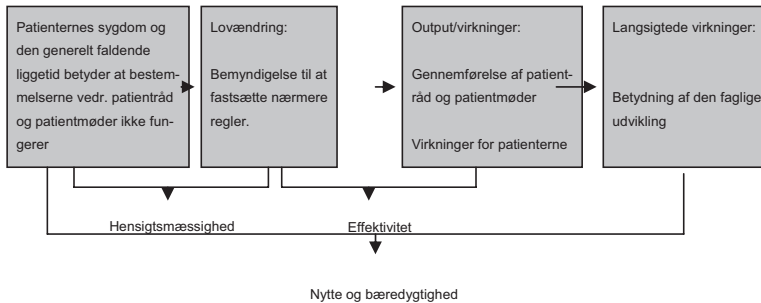 Patienternes sygdom og
den generelt faldende
liggetid betyder at bestem-
melserne vedr. patientråd
og patientmøder ikke fun-
gerer
Lovændring:
Bemyndigelse til at
fastsætte nærmere
regler.
Output/virkninger:
Gennemførelse af patient-
råd og patientmøder
Virkninger for patienterne
Langsigtede virkninger:
Betydning af den faglige
udvikling
Hensigtsmæssighed
Effektivitet
Nytte og bæredygtighed